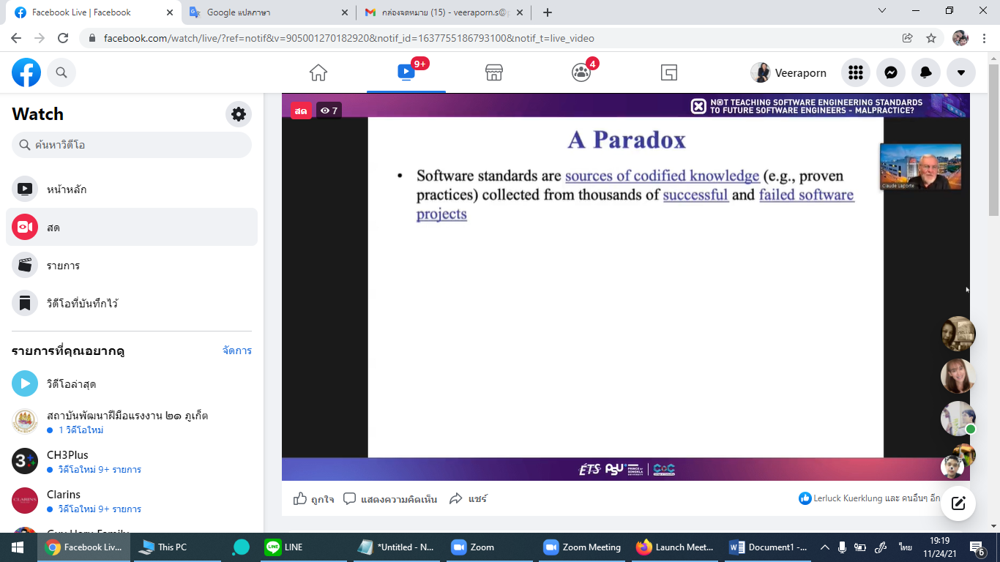 Facebook Live | Facebook
Google แปลภาษา
กล่องจดหมาย (15) - veeraporn.s@
facebook.com/watch/live/?ref=notif&v=905001270182920&notif_id=1637755186793100&notif_t=live_video
9+
4
Veeraporn
Watch
ค้นหาวิดีโอ
หน้าหลัก
สด
รายการ
วิดีโอที่บันทึกไว้
รายการที่คุณอยากดู
จัดการ
วิดีโอล่าสุด
สถาบันพัฒนาฝีมือแรงงาน ๒๑ ภูเก็ต
1 วิดีโอใหม่
CH3Plus
วิดีโอใหม่ 9+ รายการ
Clarins
วิดีโอใหม่ 9+ รายการ
สด
7
NOT TEACHING SOFTWARE ENGINEERING STANDARDS
TO FUTURE SOFTWARE ENGINEERS - MALPRACTICE?
A Paradox
• Software standards are sources of codified knowledge (e.g., proven
practices) collected from thousands of successful and failed software
projects
Claude Laporte
ÉTS PSU PRINCE OF SONGKLA UNIVERSITY CoC
ถูกใจ
แสดงความคิดเห็น
แชร์
Lerluck Kuerklung และ คนอื่นๆ อีก
Facebook Liv...
This PC
LINE
*Untitled - N...
Zoom
Zoom Meeting
Launch Meet...
Document1 -...
ไทย
19:19
11/24/21
6